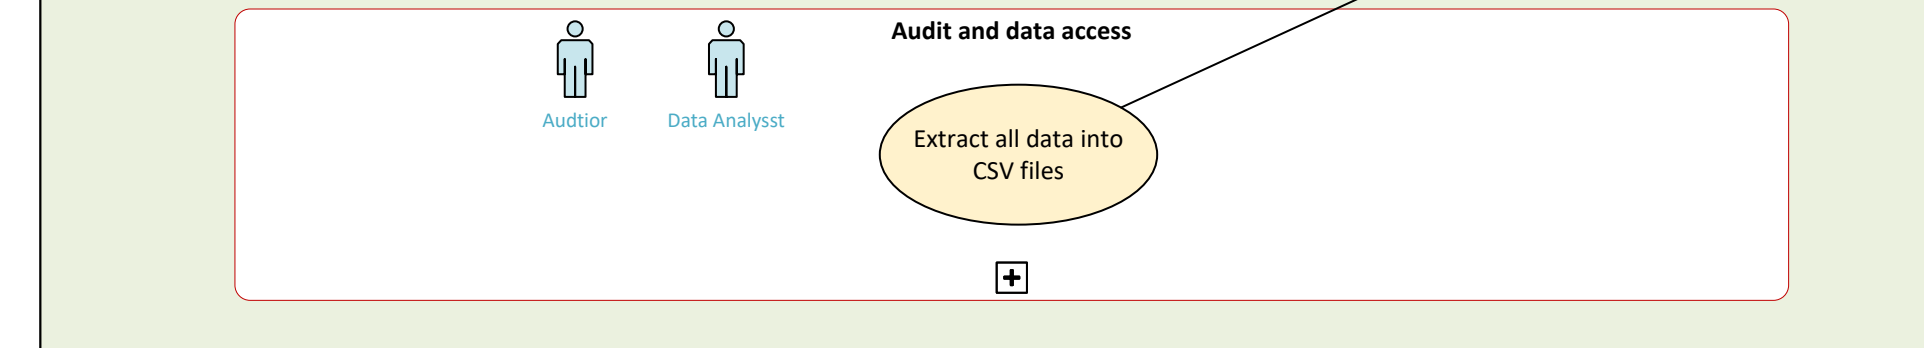 Audit and data access
Audtior
Data Analysst
Extract all data into
CSV files